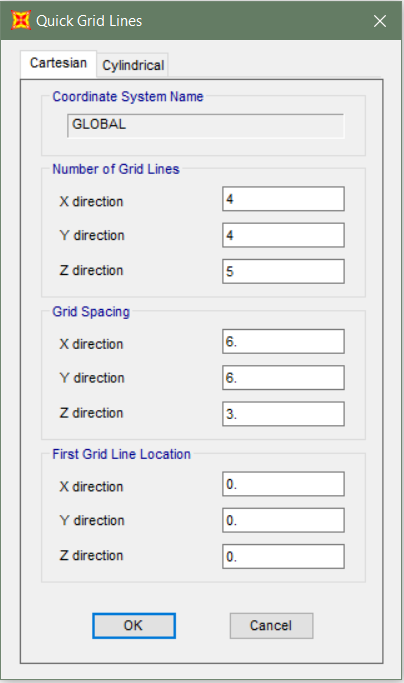 Quick Grid Lines
Cartesian Cylindrical
Coordinate System Name
GLOBAL
Number of Grid Lines
X direction 4
Y direction 4
Z direction 5
Grid Spacing
X direction 6.
Y direction 6.
Z direction 3.
First Grid Line Location
X direction 0.
Y direction 0.
Z direction 0.
OK Cancel